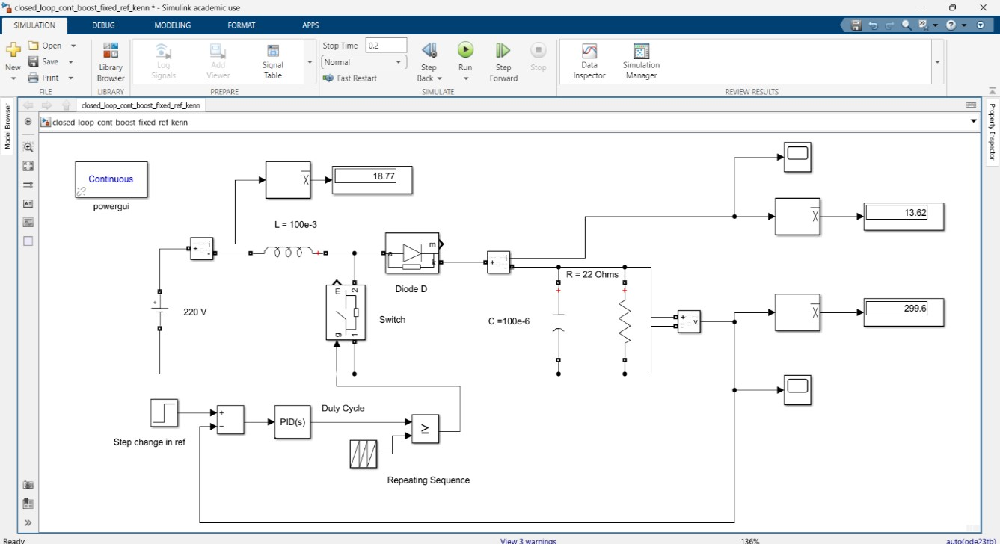 closed_loop_cont_boost_fixed_ref_kenn * - Simulink academic use
SIMULATION DEBUG MODELING FORMAT APPS
New
Open
Save
Print
FILE
Library Browser
LIBRARY
Log Signals
Add Viewer
Signal Table
PREPARE
Stop Time 0.2
Normal
Fast Restart
Step Back
Run
Step Forward
Stop
SIMULATE
Data Inspector
Simulation Manager
REVIEW RESULTS
Model Browser
Property Inspector
closed_loop_cont_boost_fixed_ref_kenn
closed_loop_cont_boost_fixed_ref_kenn
Continuous
powergui
18.77
13.62
L = 100e-3
+ i -
m
a k
Diode D
+ i -
R = 22 Ohms
220 V
m 2
g 1
Switch
C =100e-6
+ - v
299.6
Step change in ref
+ −
PID(s)
Duty Cycle
≥
Repeating Sequence
Ready
View 3 warnings
136%
auto(ode23tb)